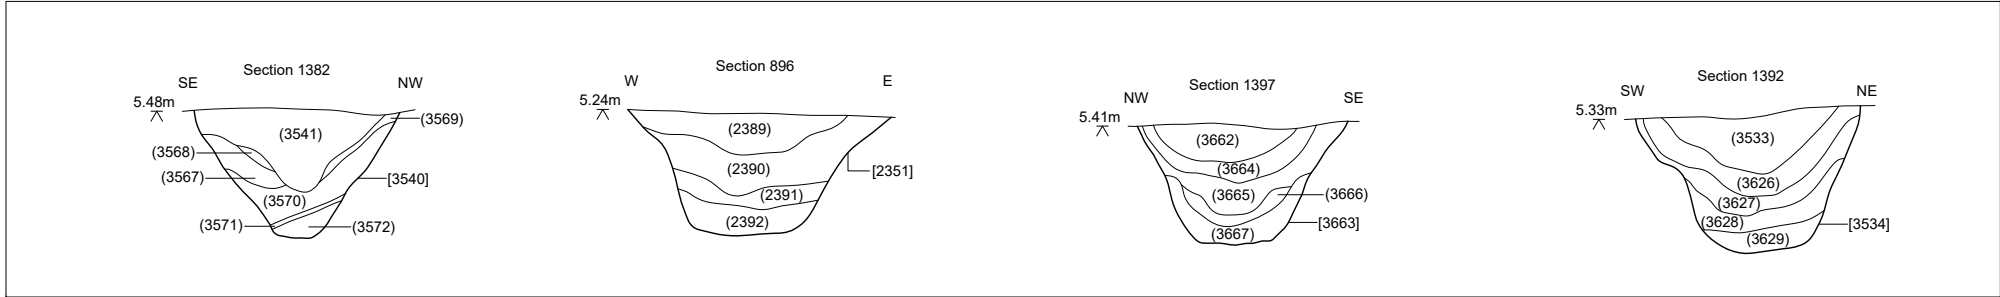 Section 1382
SE
NW
5.48m
(3541)
(3569)
(3568)
(3567)
[3540]
(3570)
(3571)
(3572)
Section 896
W
E
5.24m
(2389)
(2390)
[2351]
(2391)
(2392)
Section 1397
NW
SE
5.41m
(3662)
(3664)
(3665)
(3666)
[3663]
(3667)
Section 1392
SW
NE
5.33m
(3533)
(3626)
(3627)
(3628)
[3534]
(3629)